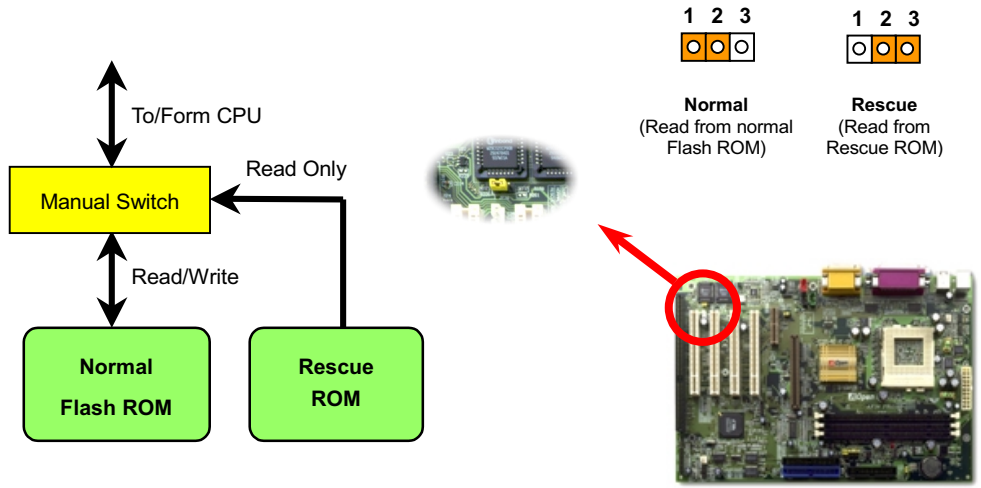 1 2 3
Normal
(Read from normal
Flash ROM)
1 2 3
Rescue
(Read from
Rescue ROM)
To/Form CPU
Manual Switch
Read Only
Read/Write
Normal
Flash ROM
Rescue
ROM
AOpen